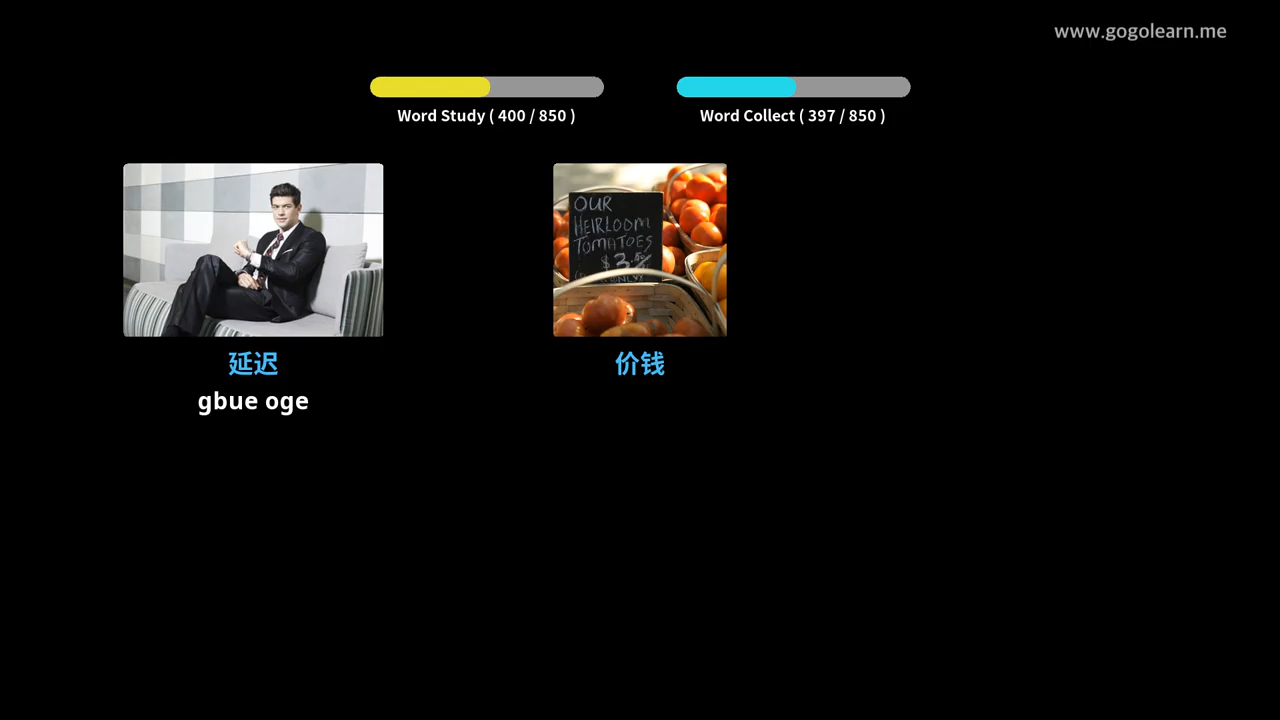 www.gogolearn.me
Word Study ( 400 / 850 )
Word Collect ( 397 / 850 )
OUR
HEIRLOOM
TOMATOES
延迟
价钱
gbue oge